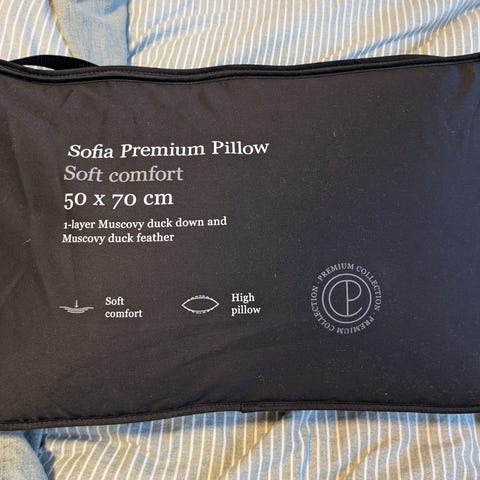 Sofia Premium Pillow
Soft comfort
50 x 70 cm
1-layer Muscovy duck down and
Muscovy duck feather
Soft
comfort
High
pillow
PREMIUM COLLECTION · PREMIUM COLLECTION ·
CP